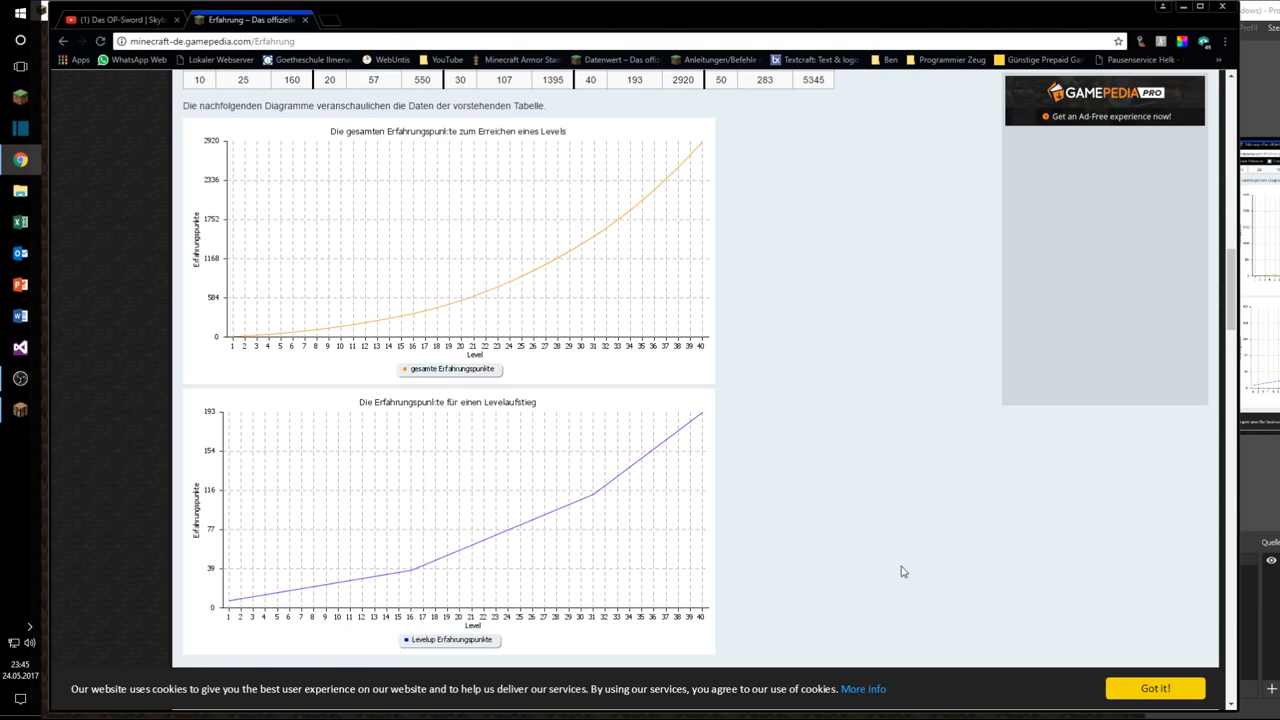 (1) Das OP-Sword | Skyb
Erfahrung – Das offizielle
minecraft-de.gamepedia.com/Erfahrung
Apps WhatsApp Web Lokaler Webserver Goetheschule Ilmena WebUntis YouTube Minecraft Armor Stan Datenwert – Das offizi Anleitungen/Befehle Textcraft: Text & logo Ben Programmier Zeug Günstige Prepaid Gam Pausenservice Helk -
10 25 160 20 57 550 30 107 1395 40 193 2920 50 283 5345
GAMEPEDIA PRO
Get an Ad-Free experience now!
Die nachfolgenden Diagramme veranschaulichen die Daten der vorstehenden Tabelle.
Die gesamten Erfahrungspunkte zum Erreichen eines Levels
Erfahrungspunkte
2920
2336
1752
1168
584
0
1 2 3 4 5 6 7 8 9 10 11 12 13 14 15 16 17 18 19 20 21 22 23 24 25 26 27 28 29 30 31 32 33 34 35 36 37 38 39 40
Level
gesamte Erfahrungspunkte
Die Erfahrungspunkte für einen Levelaufstieg
Erfahrungspunkte
193
154
116
77
39
0
1 2 3 4 5 6 7 8 9 10 11 12 13 14 15 16 17 18 19 20 21 22 23 24 25 26 27 28 29 30 31 32 33 34 35 36 37 38 39 40
Level
Levelup Erfahrungspunkte
Our website uses cookies to give you the best user experience on our website and to help us deliver our services. By using our services, you agree to our use of cookies. More info
Got it!
23:45
24.05.2017
Quelle